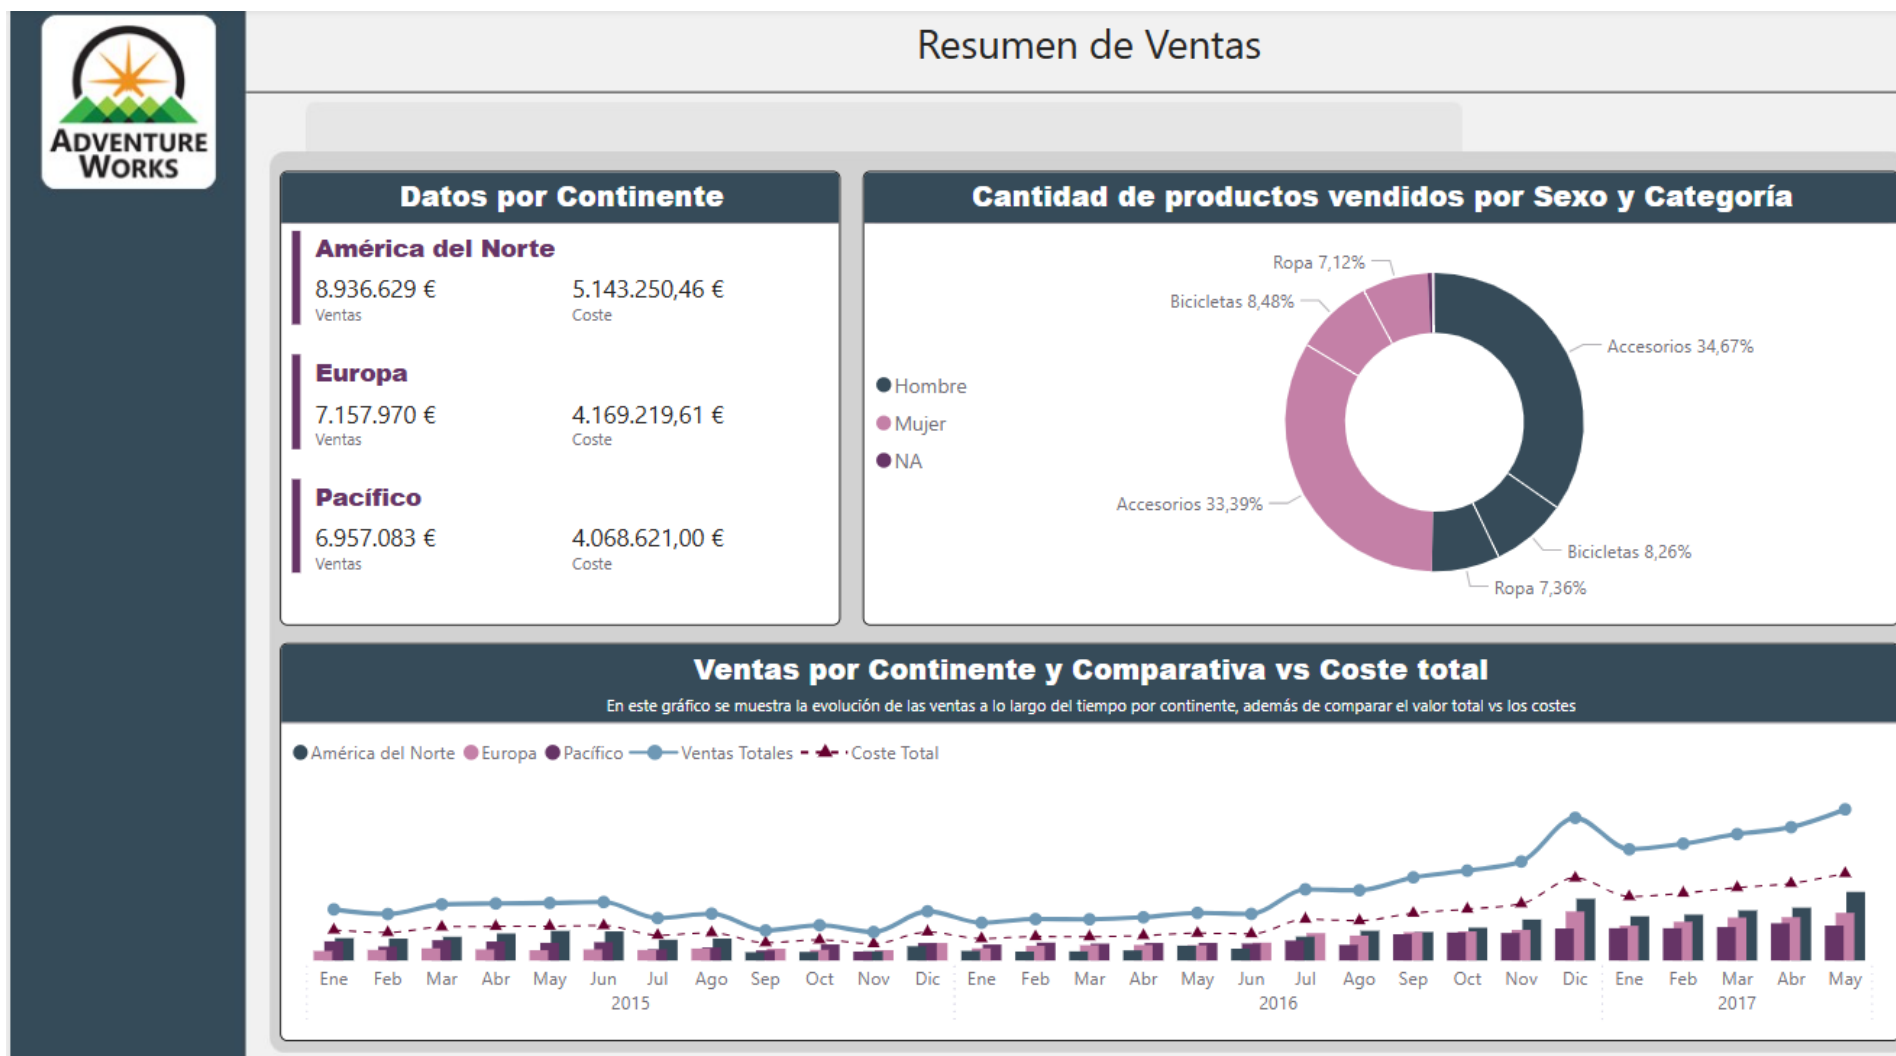 ADVENTURE
WORKS
Resumen de Ventas
Datos por Continente
América del Norte
8.936.629 € 5.143.250,46 €
Ventas Coste
Europa
7.157.970 € 4.169.219,61 €
Ventas Coste
Pacífico
6.957.083 € 4.068.621,00 €
Ventas Coste
Cantidad de productos vendidos por Sexo y Categoría
Hombre
Mujer
NA
Ropa 7,12%
Bicicletas 8,48%
Accesorios 34,67%
Accesorios 33,39%
Bicicletas 8,26%
Ropa 7,36%
Ventas por Continente y Comparativa vs Coste total
En este gráfico se muestra la evolución de las ventas a lo largo del tiempo por continente, además de comparar el valor total vs los costes
América del Norte Europa Pacífico Ventas Totales Coste Total
Ene Feb Mar Abr May Jun Jul Ago Sep Oct Nov Dic Ene Feb Mar Abr May Jun Jul Ago Sep Oct Nov Dic Ene Feb Mar Abr May
2015 2016 2017